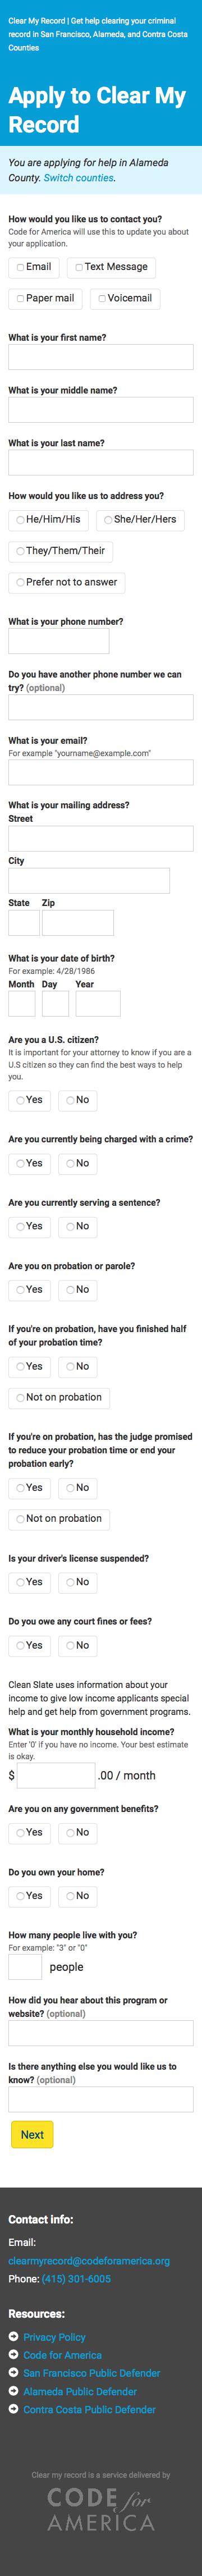 Clear My Record | Get help clearing your criminal
record in San Francisco, Alameda, and Contra Costa
Counties
Apply to Clear My
Record
You are applying for help in Alameda
County. Switch counties.
How would you like us to contact you?
Code for America will use this to update you about
your application.
Email Text Message
Paper mail Voicemail
What is your first name?
What is your middle name?
What is your last name?
How would you like us to address you?
He/Him/His She/Her/Hers
They/Them/Their
Prefer not to answer
What is your phone number?
Do you have another phone number we can
try? (optional)
What is your email?
For example "yourname@example.com"
What is your mailing address?
Street
City
State Zip
What is your date of birth?
For example: 4/28/1986
Month Day Year
Are you a U.S. citizen?
It is important for your attorney to know if you are a
U.S citizen so they can find the best ways to help
you.
Yes No
Are you currently being charged with a crime?
Yes No
Are you currently serving a sentence?
Yes No
Are you on probation or parole?
Yes No
If you're on probation, have you finished half
of your probation time?
Yes No
Not on probation
If you're on probation, has the judge promised
to reduce your probation time or end your
probation early?
Yes No
Not on probation
Is your driver's license suspended?
Yes No
Do you owe any court fines or fees?
Yes No
Clean Slate uses information about your
income to give low income applicants special
help and get help from government programs.
What is your monthly household income?
Enter '0' if you have no income. Your best estimate
is okay.
$ .00 / month
Are you on any government benefits?
Yes No
Do you own your home?
Yes No
How many people live with you?
For example: "3" or "0"
people
How did you hear about this program or
website? (optional)
Is there anything else you would like us to
know? (optional)
Next
Contact info:
Email:
clearmyrecord@codeforamerica.org
Phone: (415) 301-6005
Resources:
Privacy Policy
Code for America
San Francisco Public Defender
Alameda Public Defender
Contra Costa Public Defender
Clear my record is a service delivered by
CODE for
AMERICA